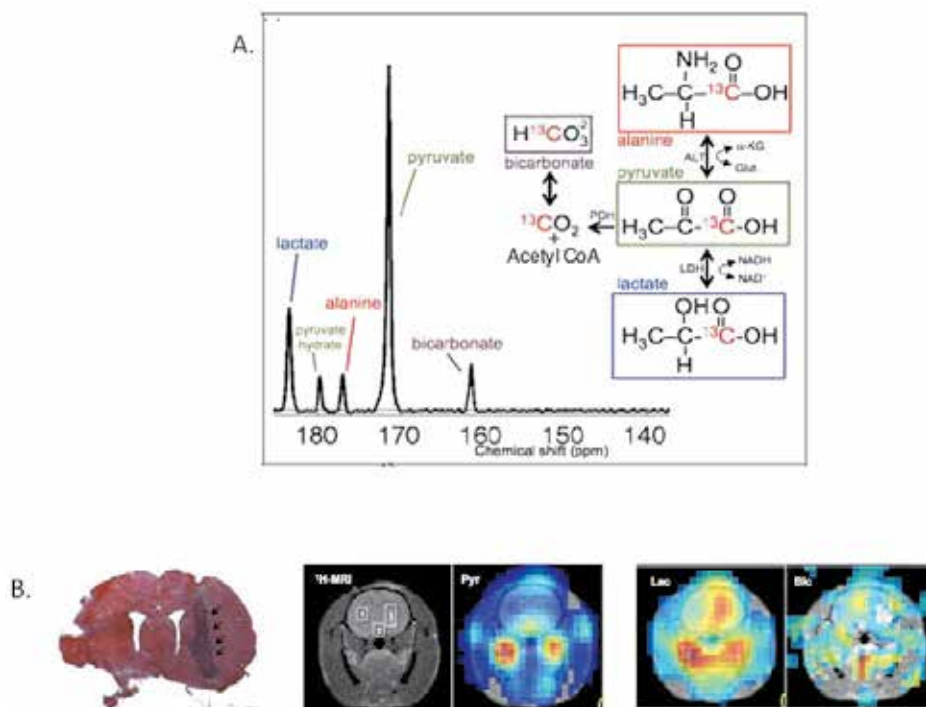 A.
NH₂ O
H₃C–C–¹³C–OH
H
alanine
ALT
α-KG
Glut.
H¹³CO₃²
bicarbonate
¹³CO₂
+
Acetyl CoA
PDH
pyruvate
O O
H₃C–C–¹³C–OH
LDH
NADH
NAD⁺
lactate
OH O
H₃C–C–¹³C–OH
H
pyruvate
lactate
pyruvate
hydrate
alanine
bicarbonate
180 170 160 150 140
Chemical shift (ppm)
B.
¹H-MRI
Pyr
Lac
Bic